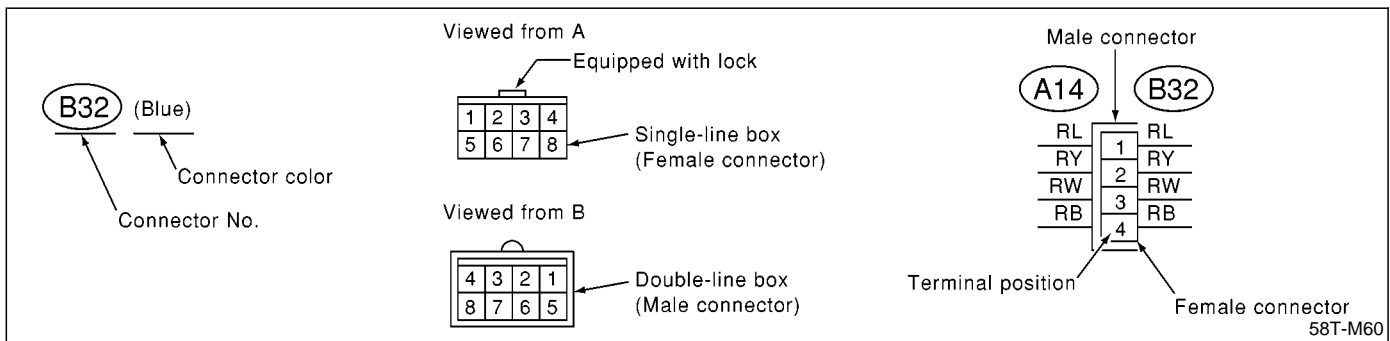 B32 (Blue)
Connector color
Connector No.
Viewed from A
Equipped with lock
1 2 3 4
5 6 7 8
Single-line box
(Female connector)
Viewed from B
4 3 2 1
8 7 6 5
Double-line box
(Male connector)
Male connector
A14 B32
RL 1 RL
RY 2 RY
RW 3 RW
RB 4 RB
Terminal position
Female connector
58T-M60